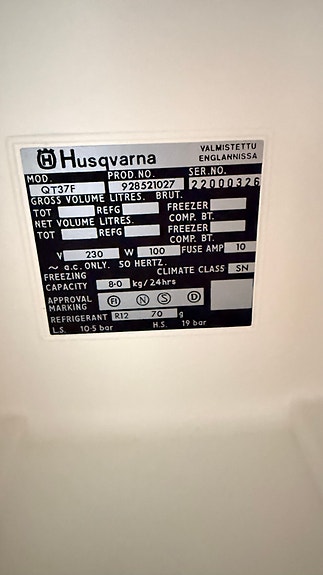 Husqvarna
VALMISTETTU
ENGLANNISSA
MOD. PROD NO. SER.NO.
QT37F 928521027 22000326
GROSS VOLUME LITRES. BRUT.
TOT REFG FREEZER
COMP. BT.
NET VOLUME LITRES.
TOT REFG FREEZER
COMP. BT.
V 230 W 100 FUSE AMP 10
~ a.c. ONLY. 50 HERTZ. CLIMATE CLASS SN
FREEZING
CAPACITY 8·0 kg/24hrs
APPROVAL
MARKING FI N S D
REFRIGERANT R12 70 g
L.S. 10·5 bar H.S. 19 bar